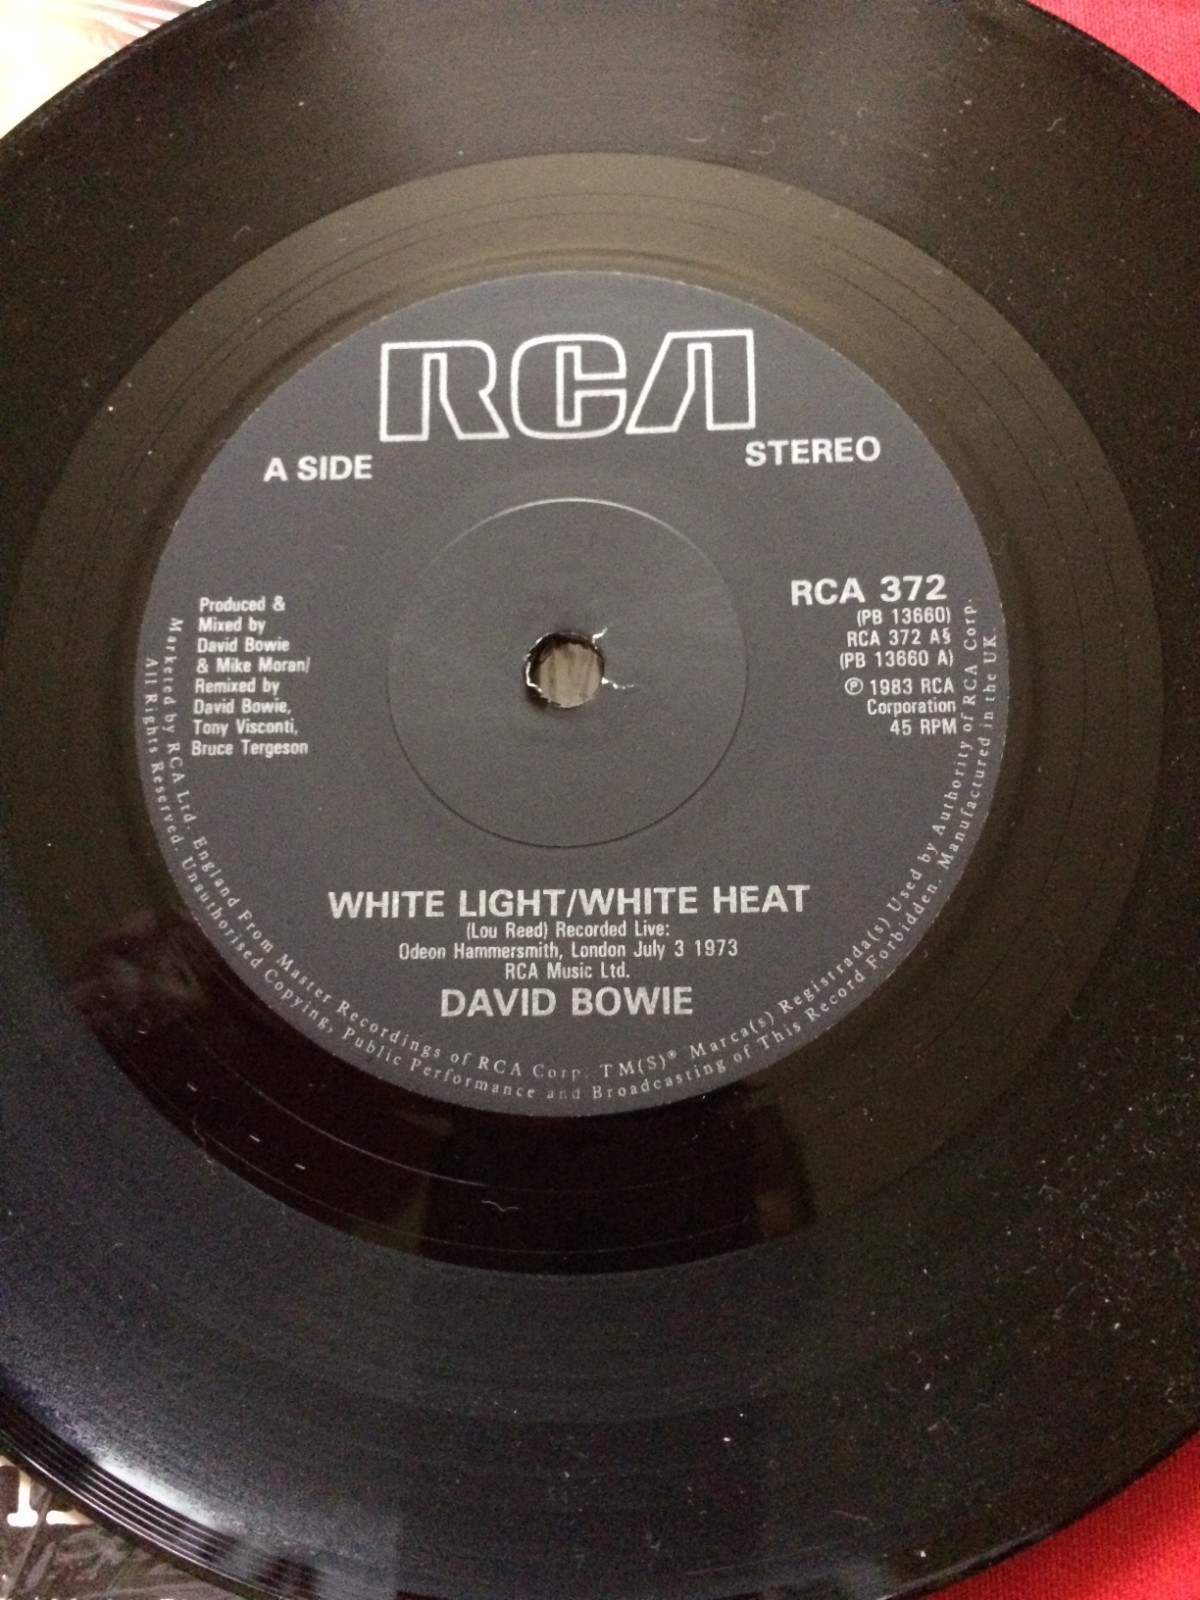 RCA
A SIDE
STEREO
Produced &
Mixed by
David Bowie
& Mike Moran/
Remixed by
David Bowie,
Tony Visconti,
Bruce Tergeson
RCA 372
(PB 13660)
RCA 372 A§
(PB 13660 A)
℗ 1983 RCA
Corporation
45 RPM
WHITE LIGHT/WHITE HEAT
(Lou Reed) Recorded Live:
Odeon Hammersmith, London July 3 1973
RCA Music Ltd.
DAVID BOWIE
Marketed by RCA Ltd. England From Master Recordings of RCA Corp. TM(S)® Marca(s) Registrada(s) Used by Authority of RCA Corp.
All Rights Reserved. Unauthorised Copying, Public Performance and Broadcasting of This Record Forbidden. Manufactured in the UK